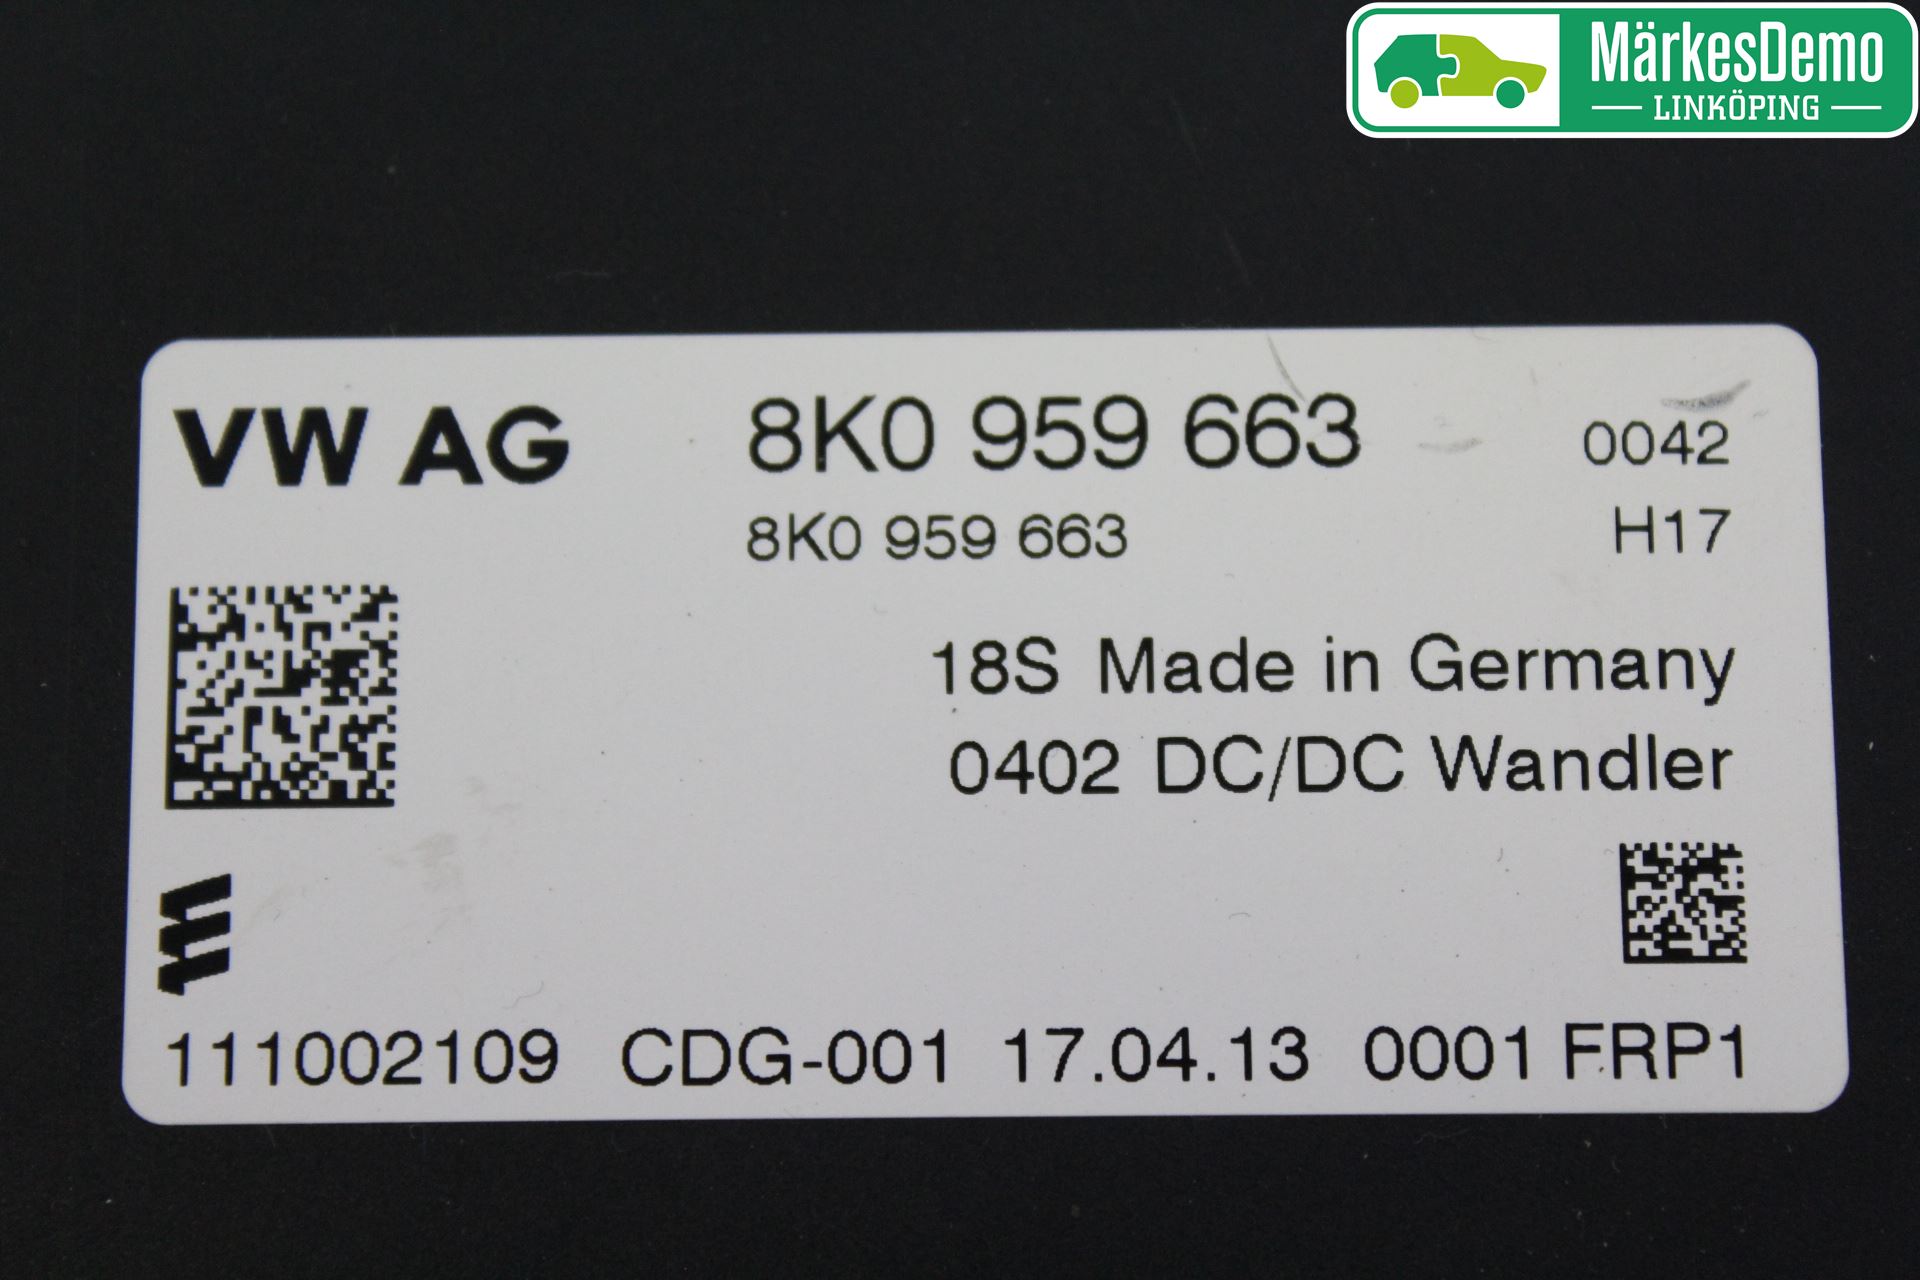 MärkesDemo
LINKÖPING
VW AG 8K0 959 663 0042
8K0 959 663 H17
18S Made in Germany
0402 DC/DC Wandler
111002109 CDG-001 17.04.13 0001 FRP1